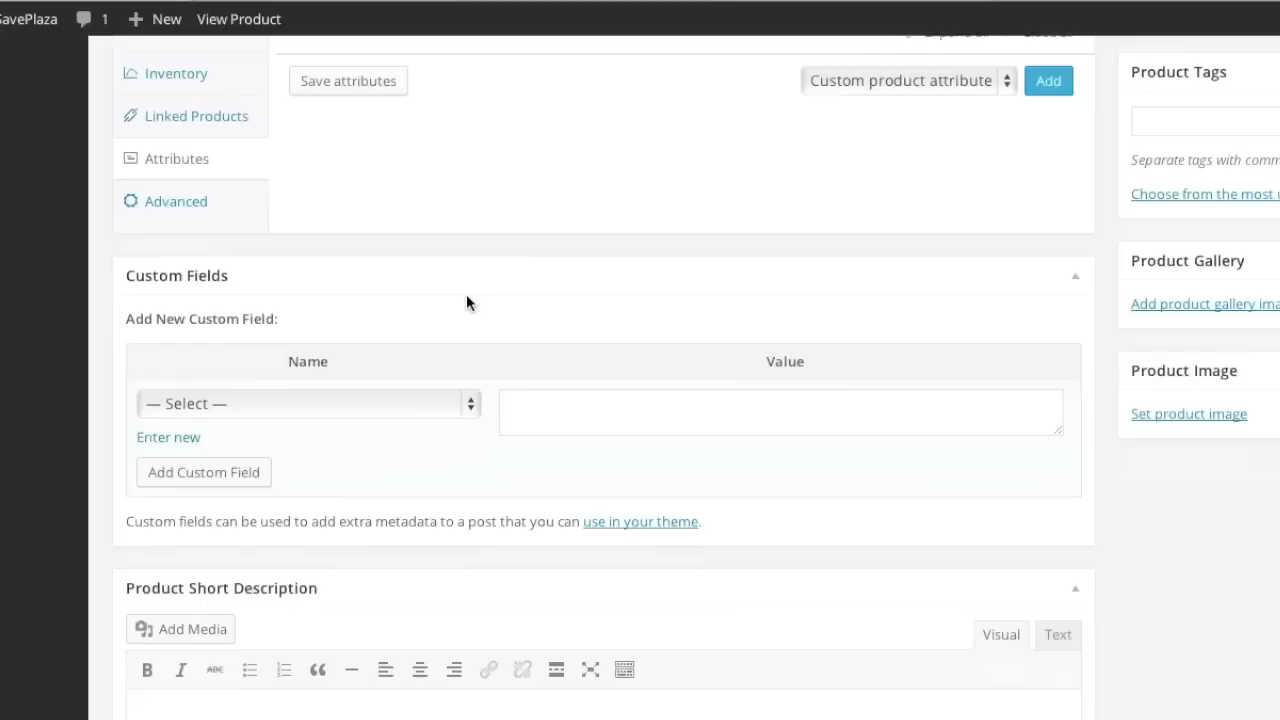 SavePlaza 1 New View Product
Inventory
Linked Products
Attributes
Advanced
Save attributes
Custom product attribute
Add
Custom Fields
Add New Custom Field:
Name Value
— Select —
Enter new
Add Custom Field
Custom fields can be used to add extra metadata to a post that you can use in your theme.
Product Short Description
Add Media
Visual Text
B I ABC
Product Tags
Separate tags with comm
Choose from the most u
Product Gallery
Add product gallery ima
Product Image
Set product image